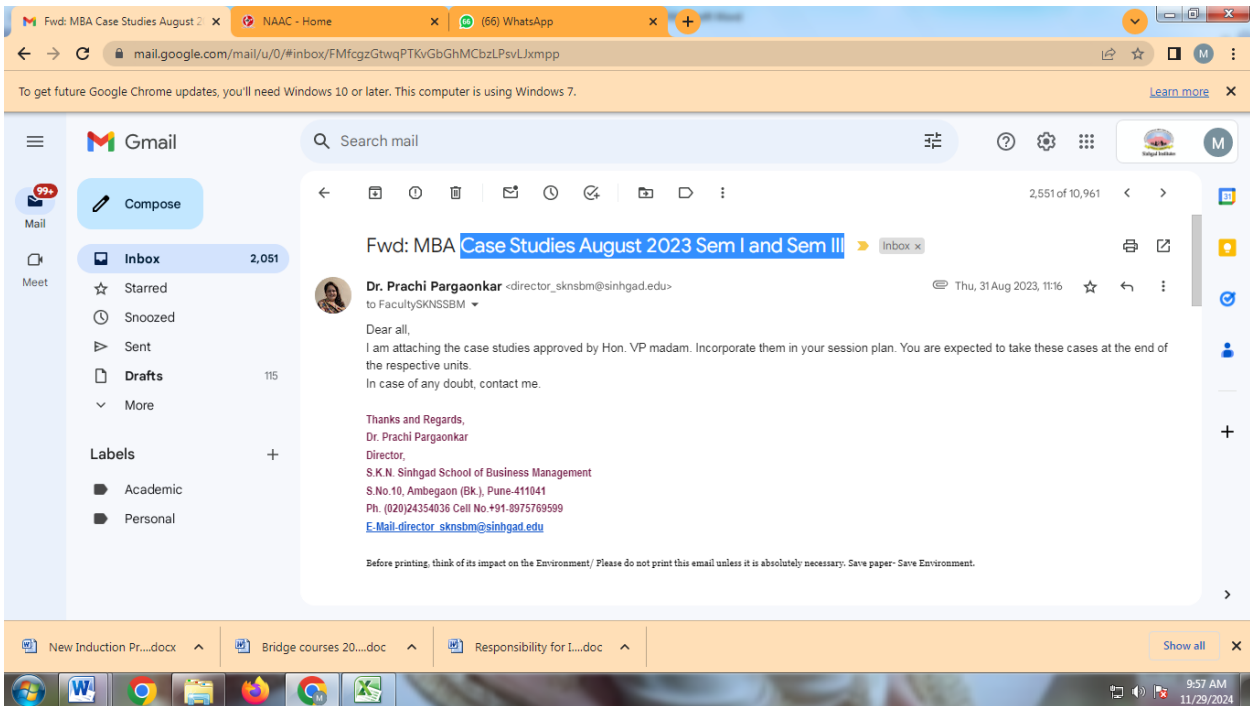 Fwd: MBA Case Studies August 2
NAAC - Home
(66) WhatsApp
mail.google.com/mail/u/0/#inbox/FMfcgzGtwqPTKvGbGhMCbzLPsvLJxmpp
M
To get future Google Chrome updates, you'll need Windows 10 or later. This computer is using Windows 7.
Learn more
Gmail
Search mail
Sinhgad Institutes
M
99+
Mail
Meet
Compose
Inbox 2,051
Starred
Snoozed
Sent
Drafts 115
More
Labels
Academic
Personal
2,551 of 10,961
31
Fwd: MBA Case Studies August 2023 Sem I and Sem III
Inbox x
Dr. Prachi Pargaonkar <director_sknsbm@sinhgad.edu>
Thu, 31 Aug 2023, 11:16
to FacultySKNSSBM
Dear all,
I am attaching the case studies approved by Hon. VP madam. Incorporate them in your session plan. You are expected to take these cases at the end of
the respective units.
In case of any doubt, contact me.
Thanks and Regards,
Dr. Prachi Pargaonkar
Director,
S.K.N. Sinhgad School of Business Management
S.No.10, Ambegaon (Bk.), Pune-411041
Ph. (020)24354036 Cell No.+91-8975769599
E-Mail-director_sknsbm@sinhgad.edu
Before printing, think of its impact on the Environment/ Please do not print this email unless it is absolutely necessary. Save paper- Save Environment.
New Induction Pr....docx
Bridge courses 20....doc
Responsibility for I....doc
Show all
9:57 AM
11/29/2024